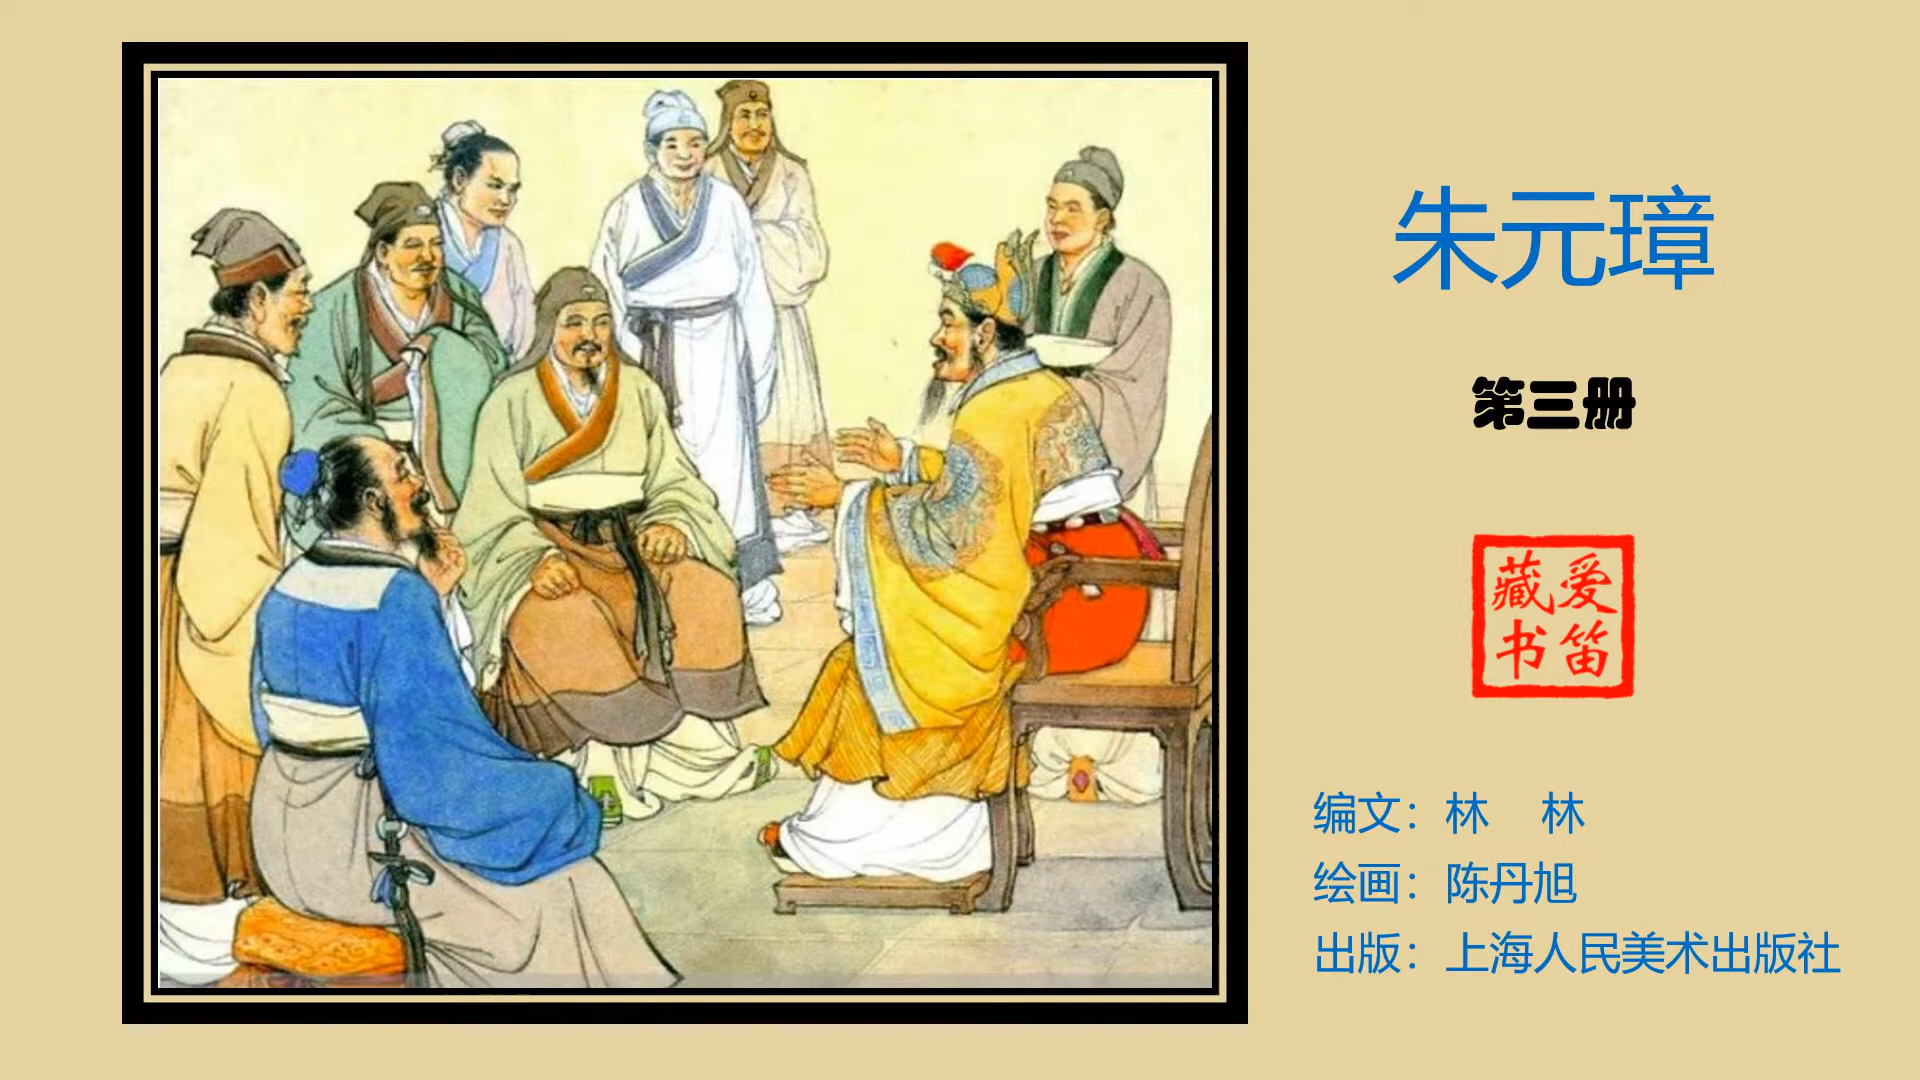 朱元璋
第三册
爱笛
藏书
编文：林 林
绘画：陈丹旭
出版：上海人民美术出版社